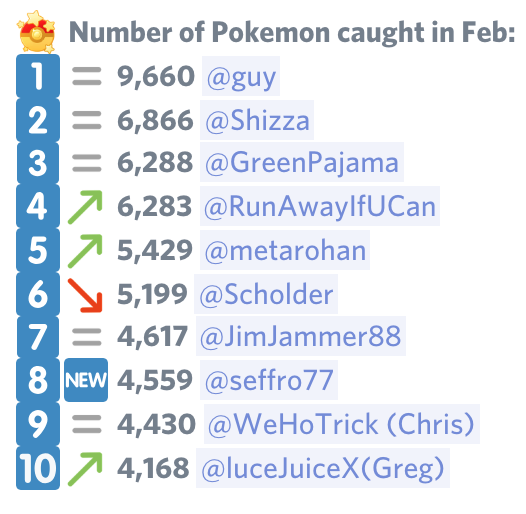 Number of Pokemon caught in Feb:
1 = 9,660 @guy
2 = 6,866 @Shizza
3 = 6,288 @GreenPajama
4 ↗ 6,283 @RunAwayIfUCan
5 ↗ 5,429 @metarohan
6 ↘ 5,199 @Scholder
7 = 4,617 @JimJammer88
8 NEW 4,559 @seffro77
9 = 4,430 @WeHoTrick (Chris)
10 ↗ 4,168 @luceJuiceX(Greg)